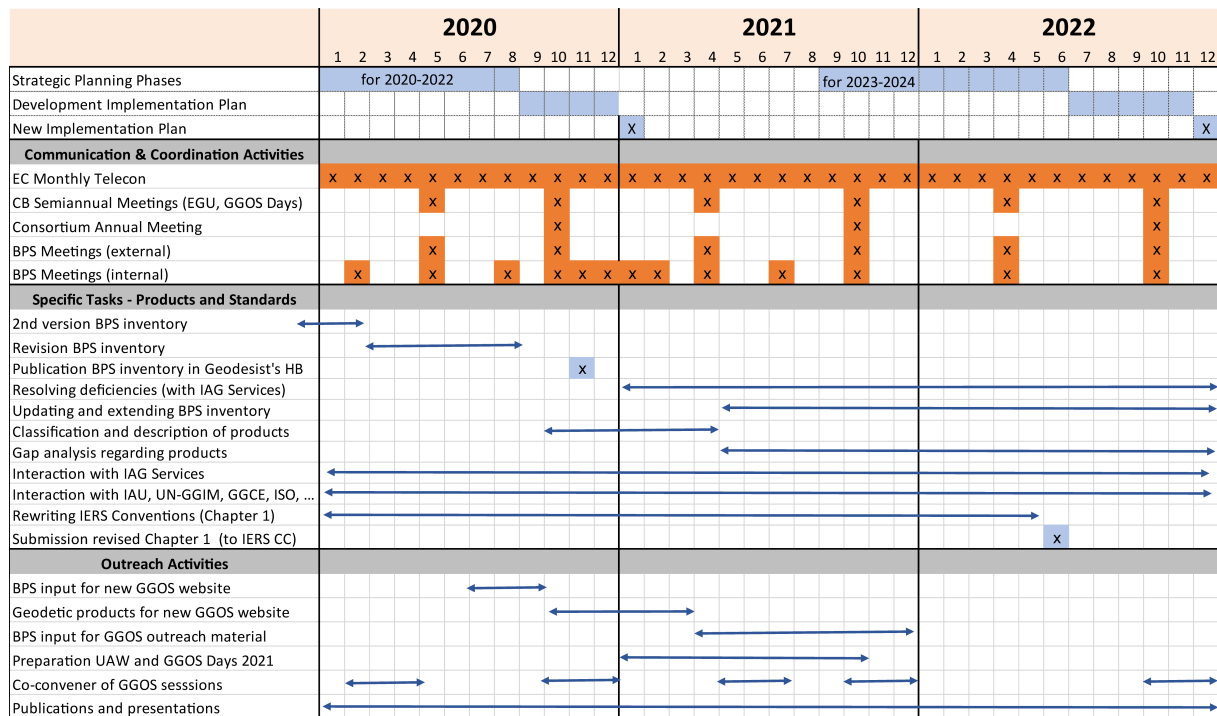 2020 2021 2022
1 2 3 4 5 6 7 8 9 10 11 12 1 2 3 4 5 6 7 8 9 10 11 12 1 2 3 4 5 6 7 8 9 10 11 12
Strategic Planning Phases for 2020-2022 for 2023-2024
Development Implementation Plan
New Implementation Plan X X
Communication & Coordination Activities
EC Monthly Telecon x x x x x x x x x x x x x x x x x x x x x x x x x x x x x x x x x x x x
CB Semiannual Meetings (EGU, GGOS Days) x x x x x x
Consortium Annual Meeting x x x
BPS Meetings (external) x x x x x x
BPS Meetings (internal) x x x x x x x x x x x x x
Specific Tasks - Products and Standards
2nd version BPS inventory
Revision BPS inventory
Publication BPS inventory in Geodesist's HB x
Resolving deficiencies (with IAG Services)
Updating and extending BPS inventory
Classification and description of products
Gap analysis regarding products
Interaction with IAG Services
Interaction with IAU, UN-GGIM, GGCE, ISO, ...
Rewriting IERS Conventions (Chapter 1)
Submission revised Chapter 1 (to IERS CC) x
Outreach Activities
BPS input for new GGOS website
Geodetic products for new GGOS website
BPS input for GGOS outreach material
Preparation UAW and GGOS Days 2021
Co-convener of GGOS sesssions
Publications and presentations